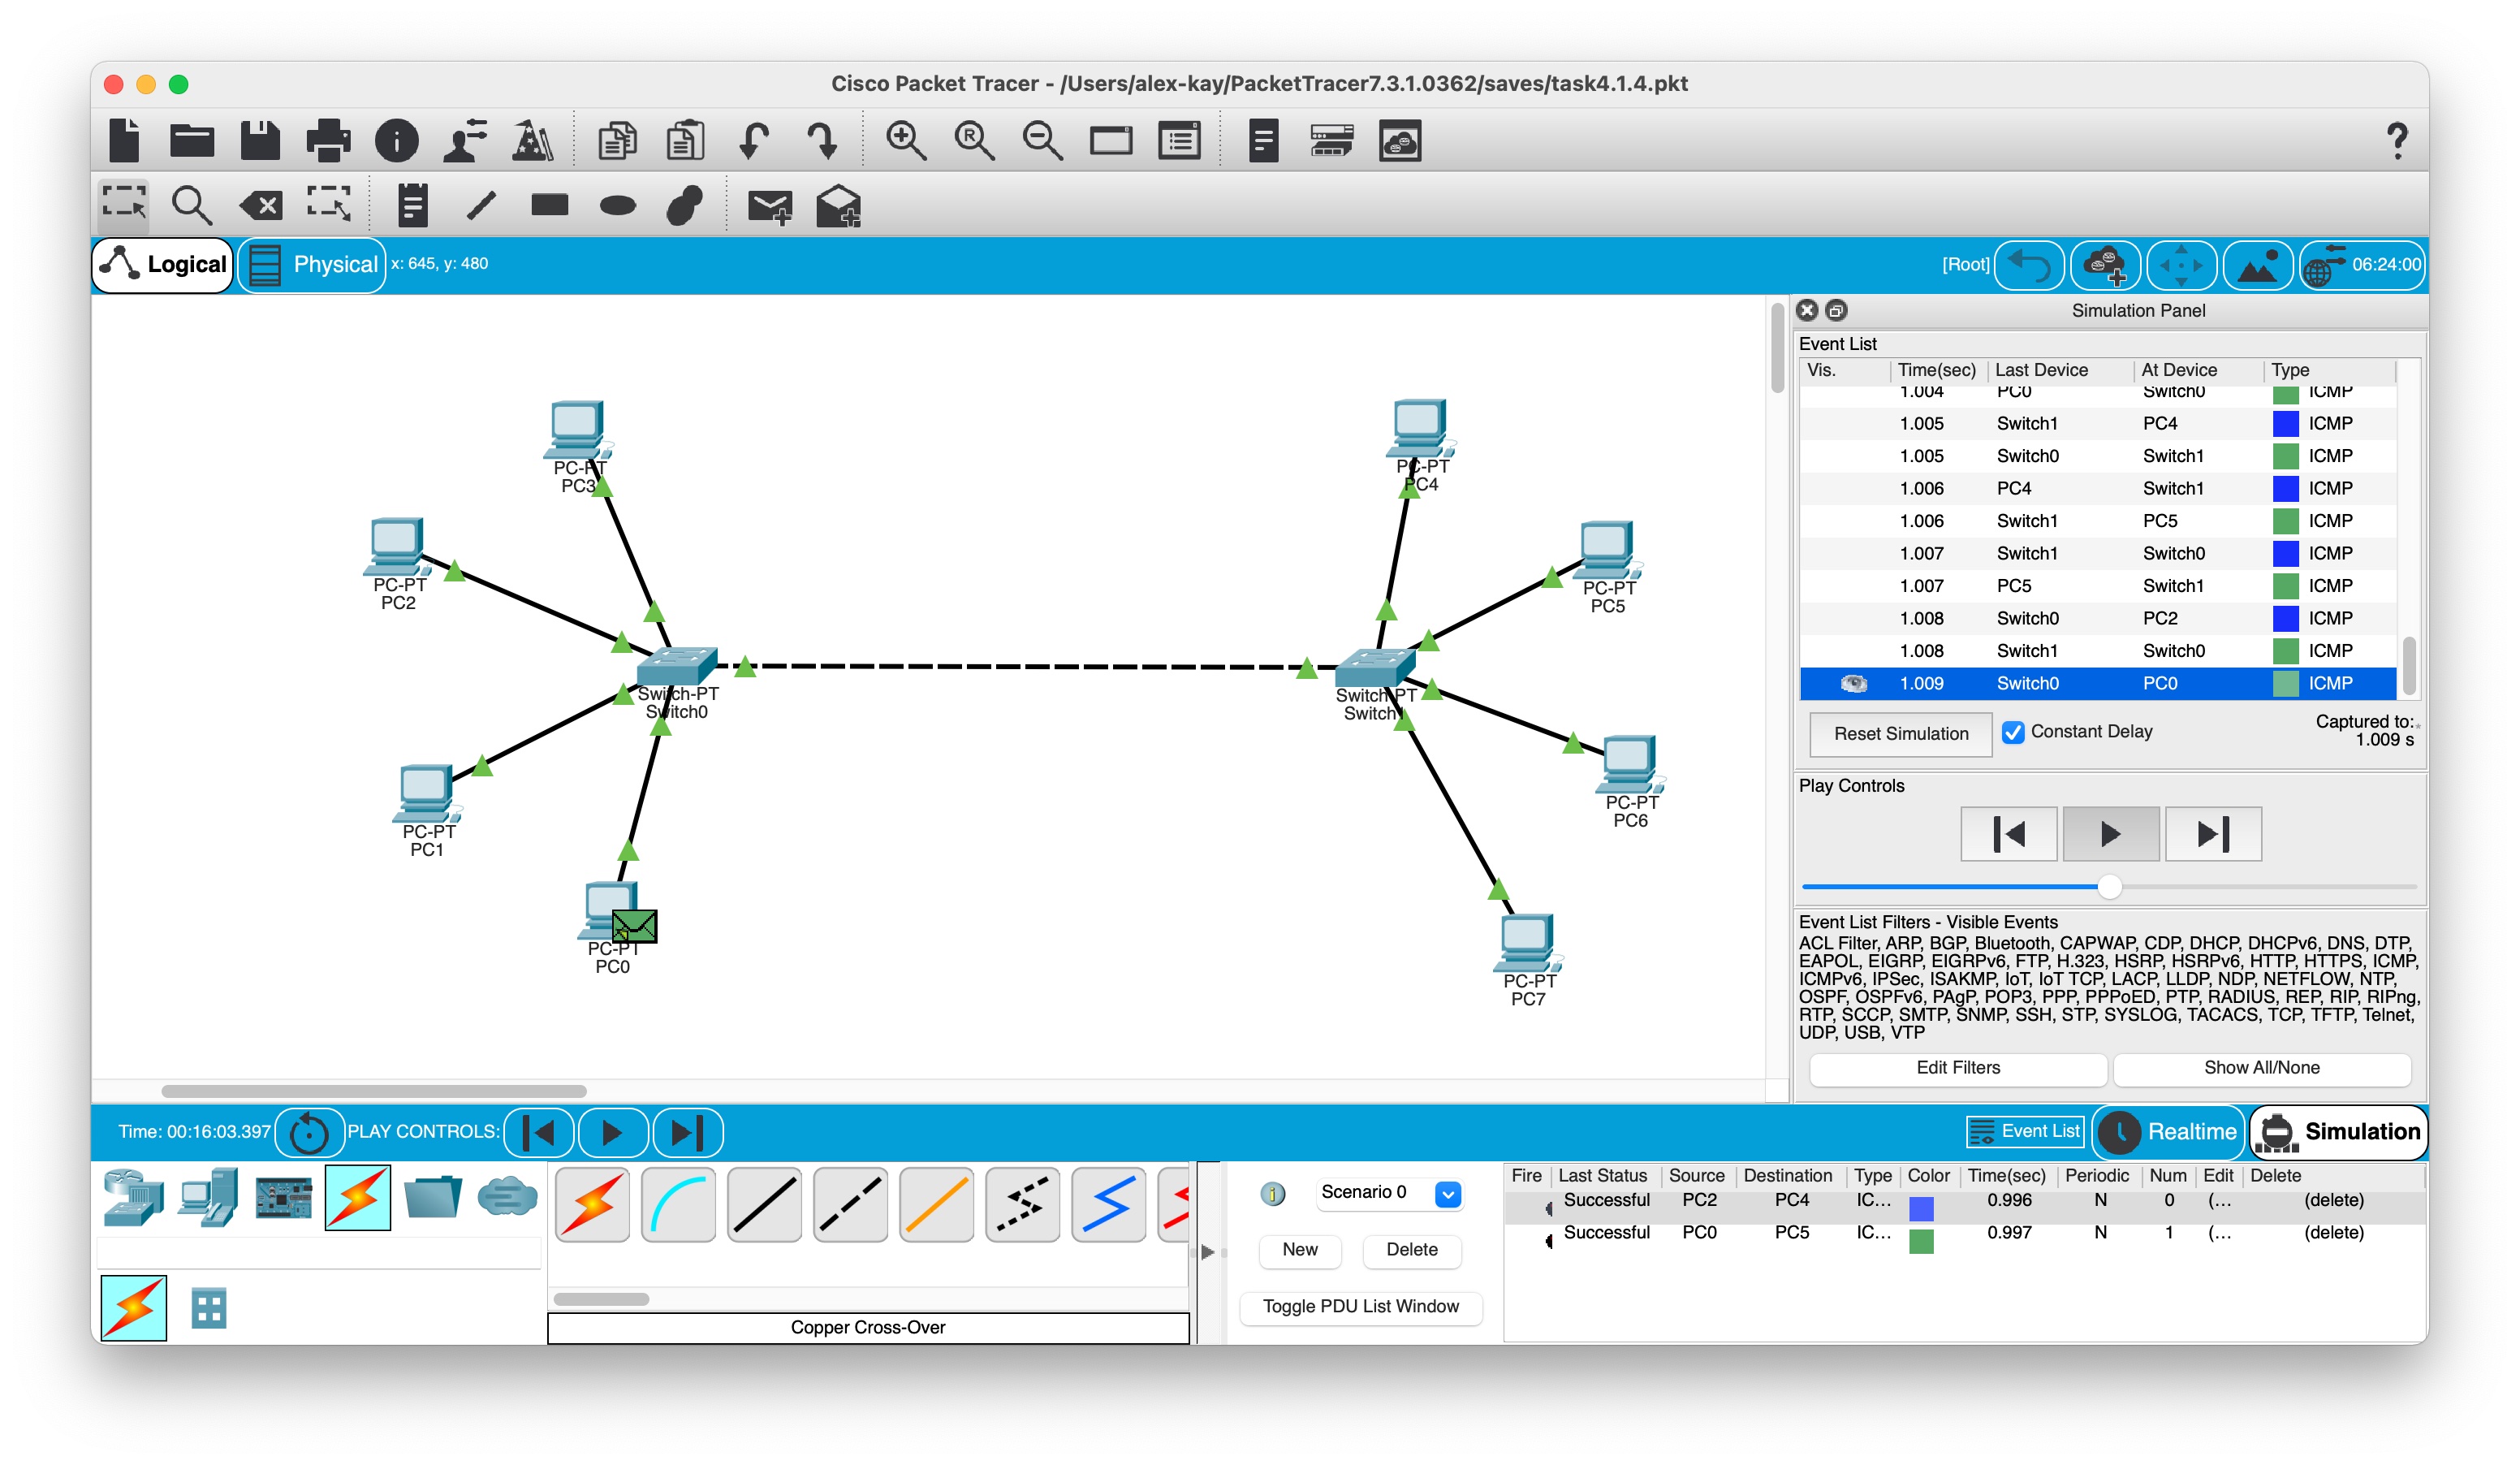 Cisco Packet Tracer - /Users/alex-kay/PacketTracer7.3.1.0362/saves/task4.1.4.pkt
Logical Physical x: 645, y: 480 [Root] 06:24:00
Simulation Panel
Event List
Vis. Time(sec) Last Device At Device Type
1.004 PC0 Switch0 ICMP
1.005 Switch1 PC4 ICMP
1.005 Switch0 Switch1 ICMP
1.006 PC4 Switch1 ICMP
1.006 Switch1 PC5 ICMP
1.007 Switch1 Switch0 ICMP
1.007 PC5 Switch1 ICMP
1.008 Switch0 PC2 ICMP
1.008 Switch1 Switch0 ICMP
1.009 Switch0 PC0 ICMP
Reset Simulation Constant Delay Captured to:
1.009 s
Play Controls
Event List Filters - Visible Events
ACL Filter, ARP, BGP, Bluetooth, CAPWAP, CDP, DHCP, DHCPv6, DNS, DTP,
EAPOL, EIGRP, EIGRPv6, FTP, H.323, HSRP, HSRPv6, HTTP, HTTPS, ICMP,
ICMPv6, IPSec, ISAKMP, IoT, IoT TCP, LACP, LLDP, NDP, NETFLOW, NTP,
OSPF, OSPFv6, PAgP, POP3, PPP, PPPoED, PTP, RADIUS, REP, RIP, RIPng,
RTP, SCCP, SMTP, SNMP, SSH, STP, SYSLOG, TACACS, TCP, TFTP, Telnet,
UDP, USB, VTP
Edit Filters Show All/None
PC-PT
PC3
PC-PT
PC4
PC-PT
PC2
PC-PT
PC5
Switch-PT
Switch0
Switch-PT
Switch1
PC-PT
PC1
PC-PT
PC6
PC-PT
PC0
PC-PT
PC7
Time: 00:16:03.397 PLAY CONTROLS: Event List Realtime Simulation
Scenario 0
New Delete
Toggle PDU List Window
Copper Cross-Over
Fire Last Status Source Destination Type Color Time(sec) Periodic Num Edit Delete
Successful PC2 PC4 IC... 0.996 N 0 (... (delete)
Successful PC0 PC5 IC... 0.997 N 1 (... (delete)